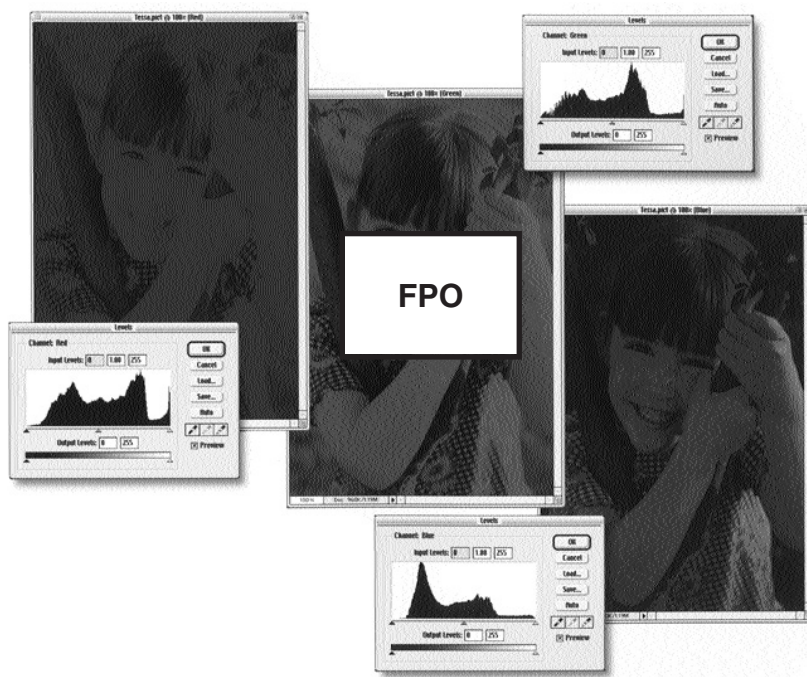 Tessa.pict @ 100% (Red)
Levels
Channel: Green
Input Levels: 0 1.00 255
OK
Cancel
Load...
Save...
Auto
Output Levels: 0 255
Preview
Tessa.pict @ 100% (Green)
FPO
Tessa.pict @ 100% (Blue)
Levels
Channel: Red
Input Levels: 0 1.00 255
OK
Cancel
Load...
Save...
Auto
Output Levels: 0 255
Preview
100%
Levels
Channel: Blue
Input Levels: 0 1.00 255
OK
Cancel
Load...
Save...
Auto
Output Levels: 0 255
Preview